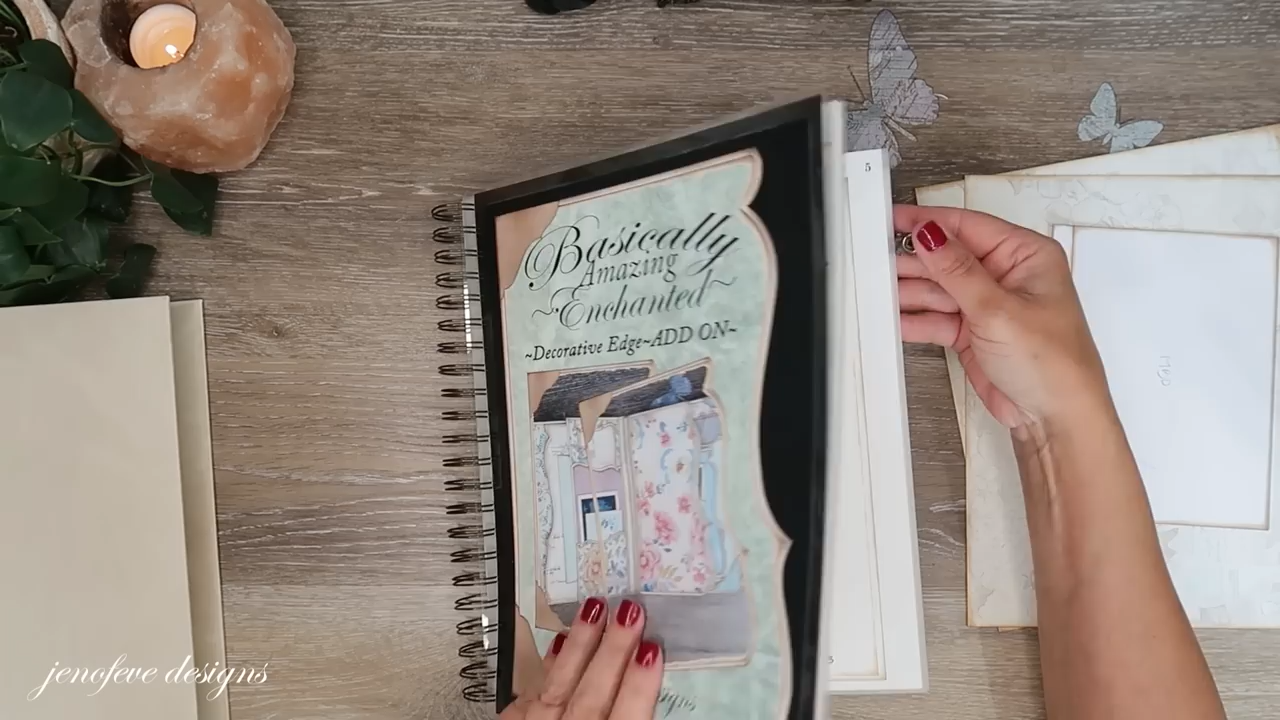 5
Basically
Amazing
~Enchanted~
~Decorative Edge~ADD ON~
jenofeve designs